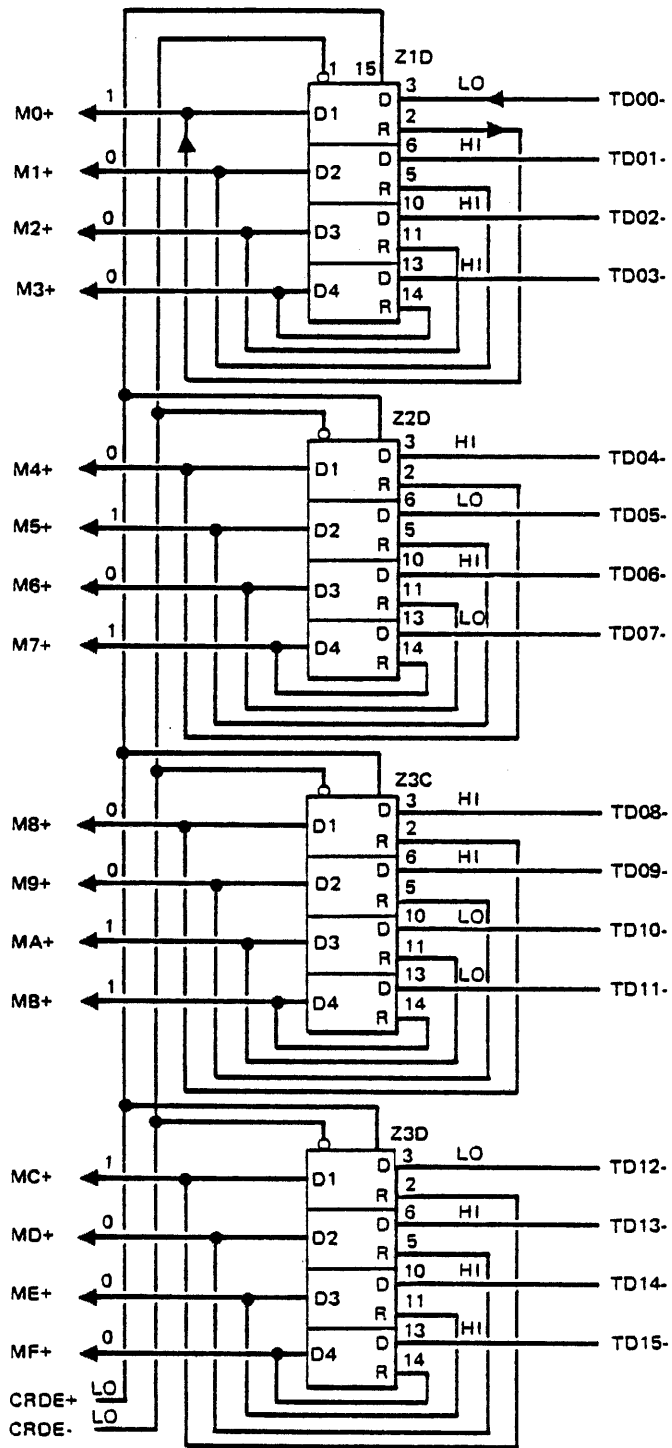 1 15 Z1D
M0+ 1 D1 D 3 LO TD00-
R 2
M1+ 0 D2 D 6 HI TD01-
R 5
M2+ 0 D3 D 10 HI TD02-
R 11
M3+ 0 D4 D 13 HI TD03-
R 14
Z2D
M4+ 0 D1 D 3 HI TD04-
R 2
M5+ 1 D2 D 6 LO TD05-
R 5
M6+ 0 D3 D 10 HI TD06-
R 11
M7+ 1 D4 D 13 LO TD07-
R 14
Z3C
M8+ 0 D1 D 3 HI TD08-
R 2
M9+ 0 D2 D 6 HI TD09-
R 5
MA+ 1 D3 D 10 LO TD10-
R 11
MB+ 1 D4 D 13 LO TD11-
R 14
Z3D
MC+ 1 D1 D 3 LO TD12-
R 2
MD+ 0 D2 D 6 HI TD13-
R 5
ME+ 0 D3 D 10 HI TD14-
R 11
MF+ 0 D4 D 13 HI TD15-
R 14
CRDE+ LO
CRDE- LO